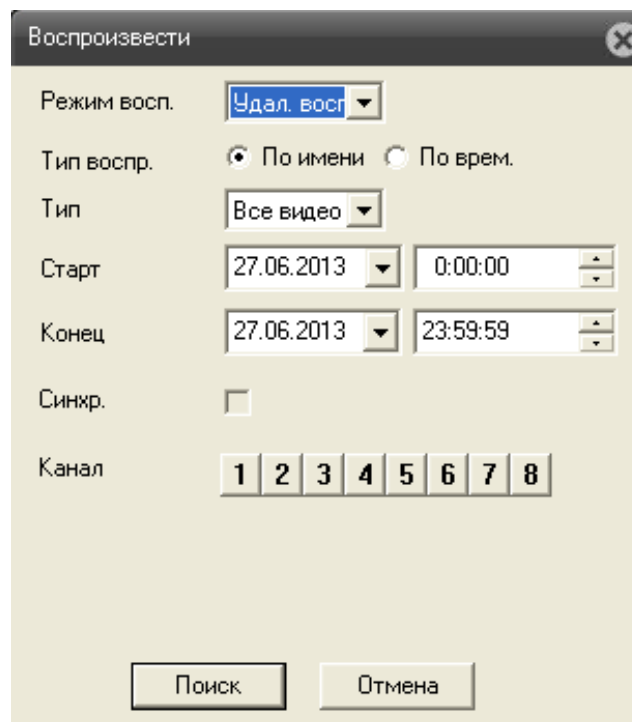 Воспроизвести
Режим восп. Удал. восг
Тип воспр. По имени По врем.
Тип Все видео
Старт 27.06.2013 0:00:00
Конец 27.06.2013 23:59:59
Синхр.
Канал 1 2 3 4 5 6 7 8
Поиск Отмена